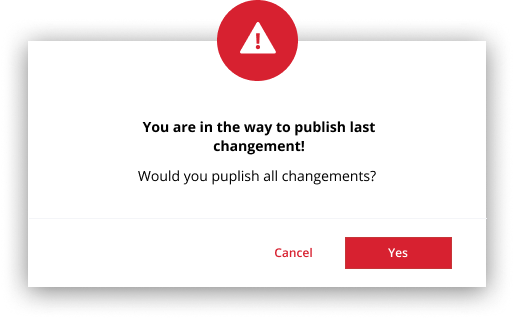 You are in the way to publish last
changement!
Would you puplish all changements?
Cancel
Yes